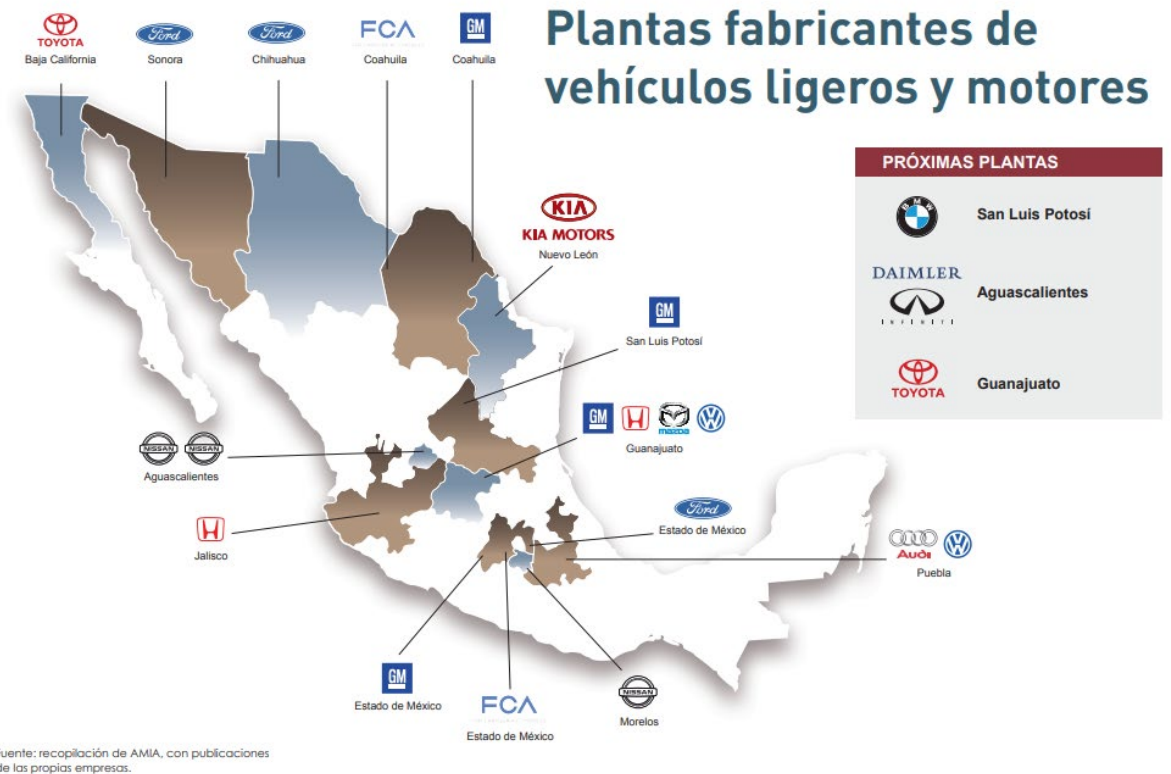 Plantas fabricantes de
vehículos ligeros y motores
TOYOTA
Baja California
Ford
Sonora
Ford
Chihuahua
FCA
Coahuila
GM
Coahuila
PRÓXIMAS PLANTAS
BMW
San Luis Potosí
DAIMLER
INFINITI
Aguascalientes
TOYOTA
Guanajuato
KIA
KIA MOTORS
Nuevo León
GM
San Luis Potosí
GM
Guanajuato
NISSAN
NISSAN
Aguascalientes
Jalisco
Ford
Estado de México
Audi
Puebla
GM
Estado de México
FCA
Estado de México
NISSAN
Morelos
uente: recopilación de AMIA, con publicaciones
de las propias empresas.